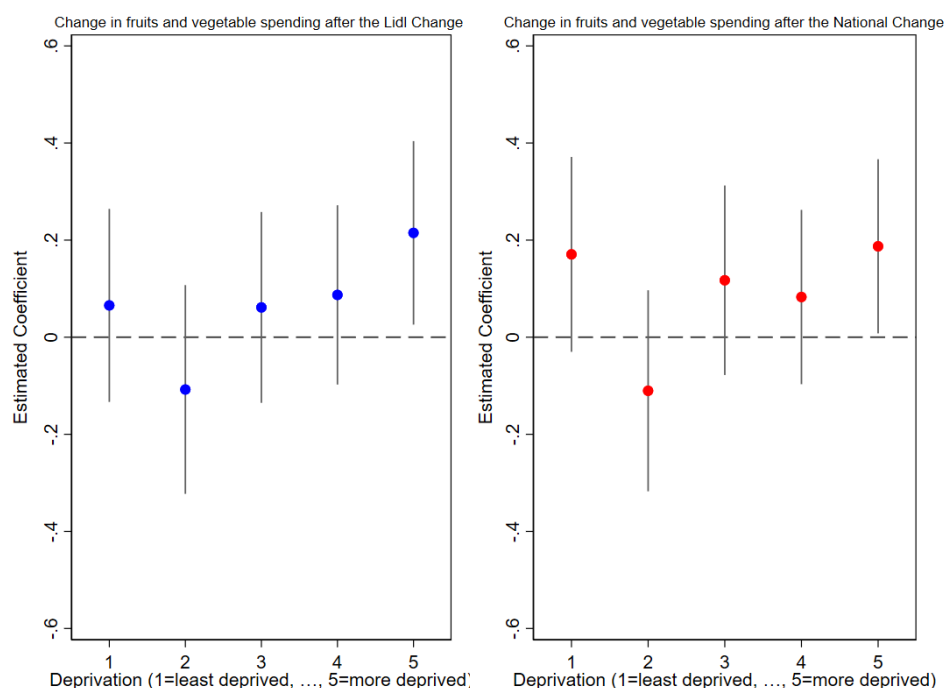 Change in fruits and vegetable spending after the Lidl Change
.6
.4
.2
0
-.2
-.4
-.6
Estimated Coefficient
1 2 3 4 5
Deprivation (1=least deprived, …, 5=more deprived)
Change in fruits and vegetable spending after the National Change
.6
.4
.2
0
-.2
-.4
-.6
Estimated Coefficient
1 2 3 4 5
Deprivation (1=least deprived, …, 5=more deprived)